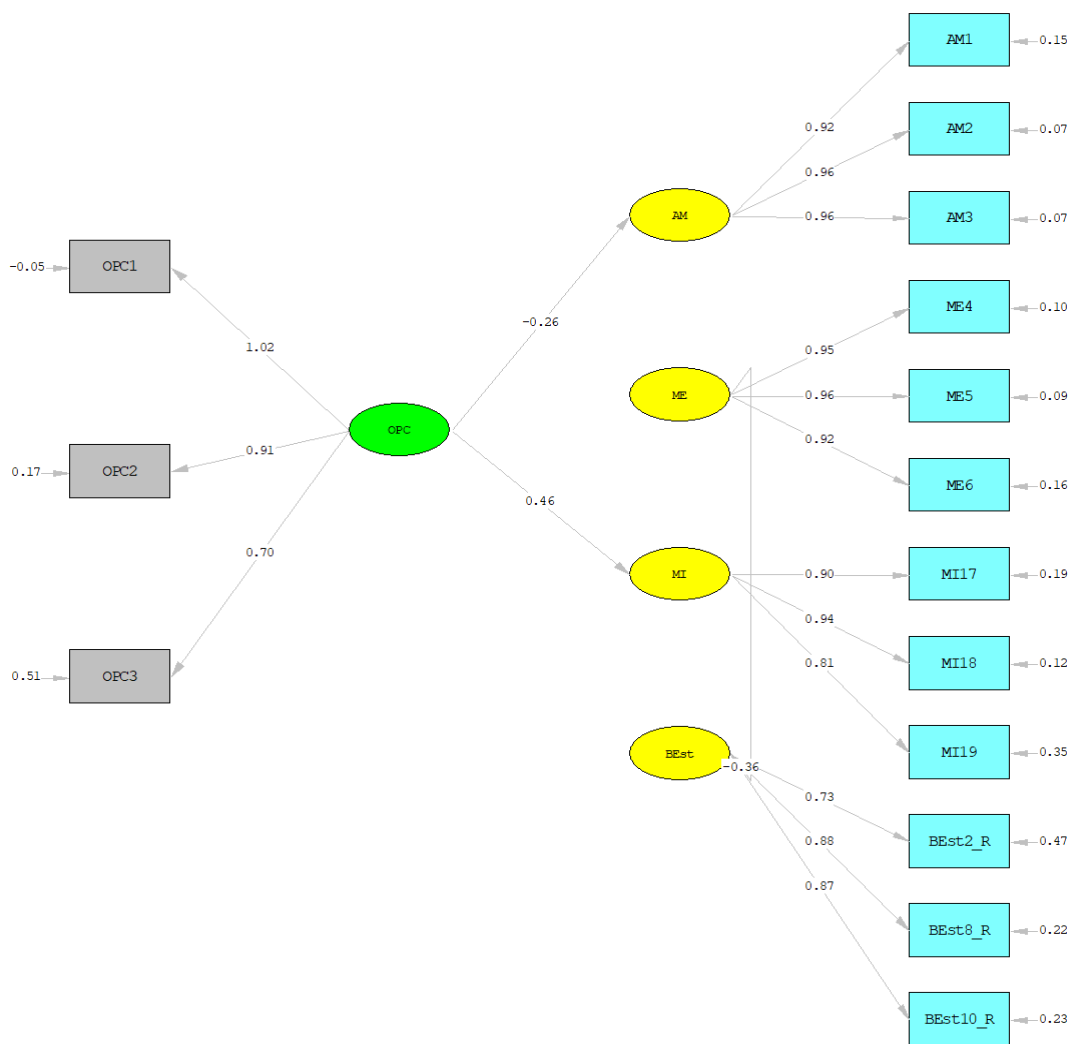 AM1
0.15
0.92
AM2
0.07
0.96
AM
AM3
0.07
0.96
-0.05
OPC1
ME4
0.10
-0.26
1.02
0.95
ME
ME5
0.09
0.96
OPC
0.92
0.91
0.17
OPC2
ME6
0.16
0.46
0.70
MI
0.90
MI17
0.19
0.94
0.81
MI18
0.12
0.51
OPC3
BEst
MI19
0.35
-0.36
0.73
0.88
BEst2_R
0.47
0.87
BEst8_R
0.22
BEst10_R
0.23